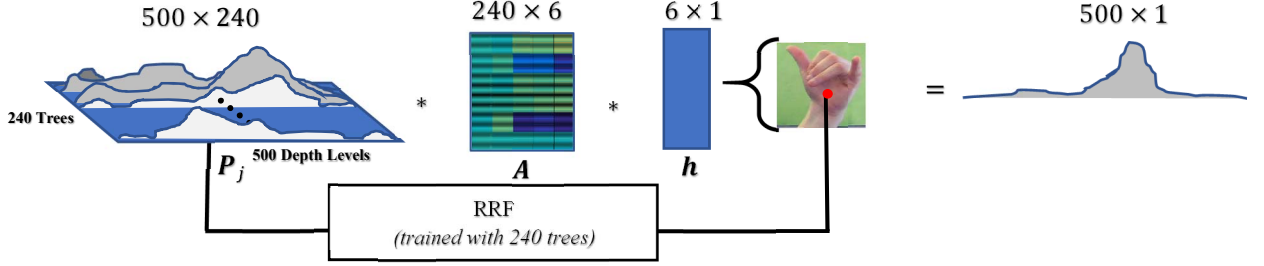 500 × 240
240 × 6
6 × 1
500 × 1
*
*
=
240 Trees
500 Depth Levels
P_j
A
h
RRF
(trained with 240 trees)